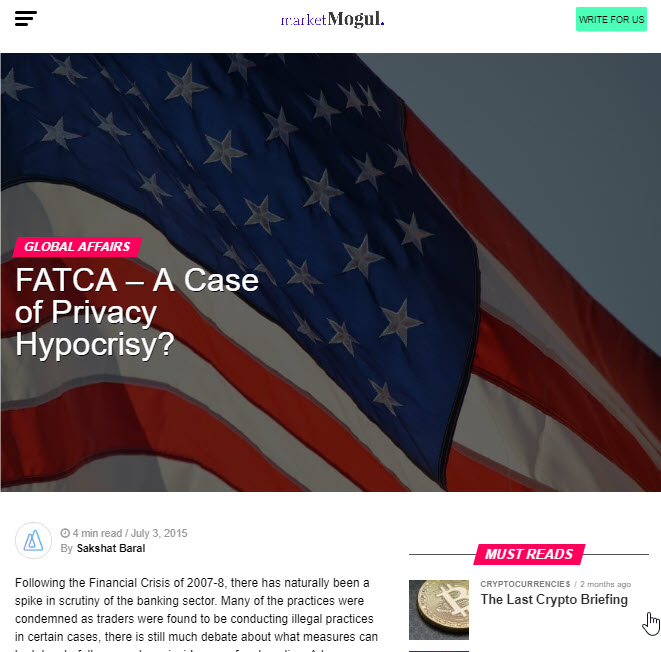 marketMogul.
WRITE FOR US
GLOBAL AFFAIRS
FATCA – A Case
of Privacy
Hypocrisy?
4 min read / July 3, 2015
By Sakshat Baral
Following the Financial Crisis of 2007-8, there has naturally been a
spike in scrutiny of the banking sector. Many of the practices were
condemned as traders were found to be conducting illegal practices
in certain cases, there is still much debate about what measures can
MUST READS
CRYPTOCURRENCIES / 2 months ago
The Last Crypto Briefing